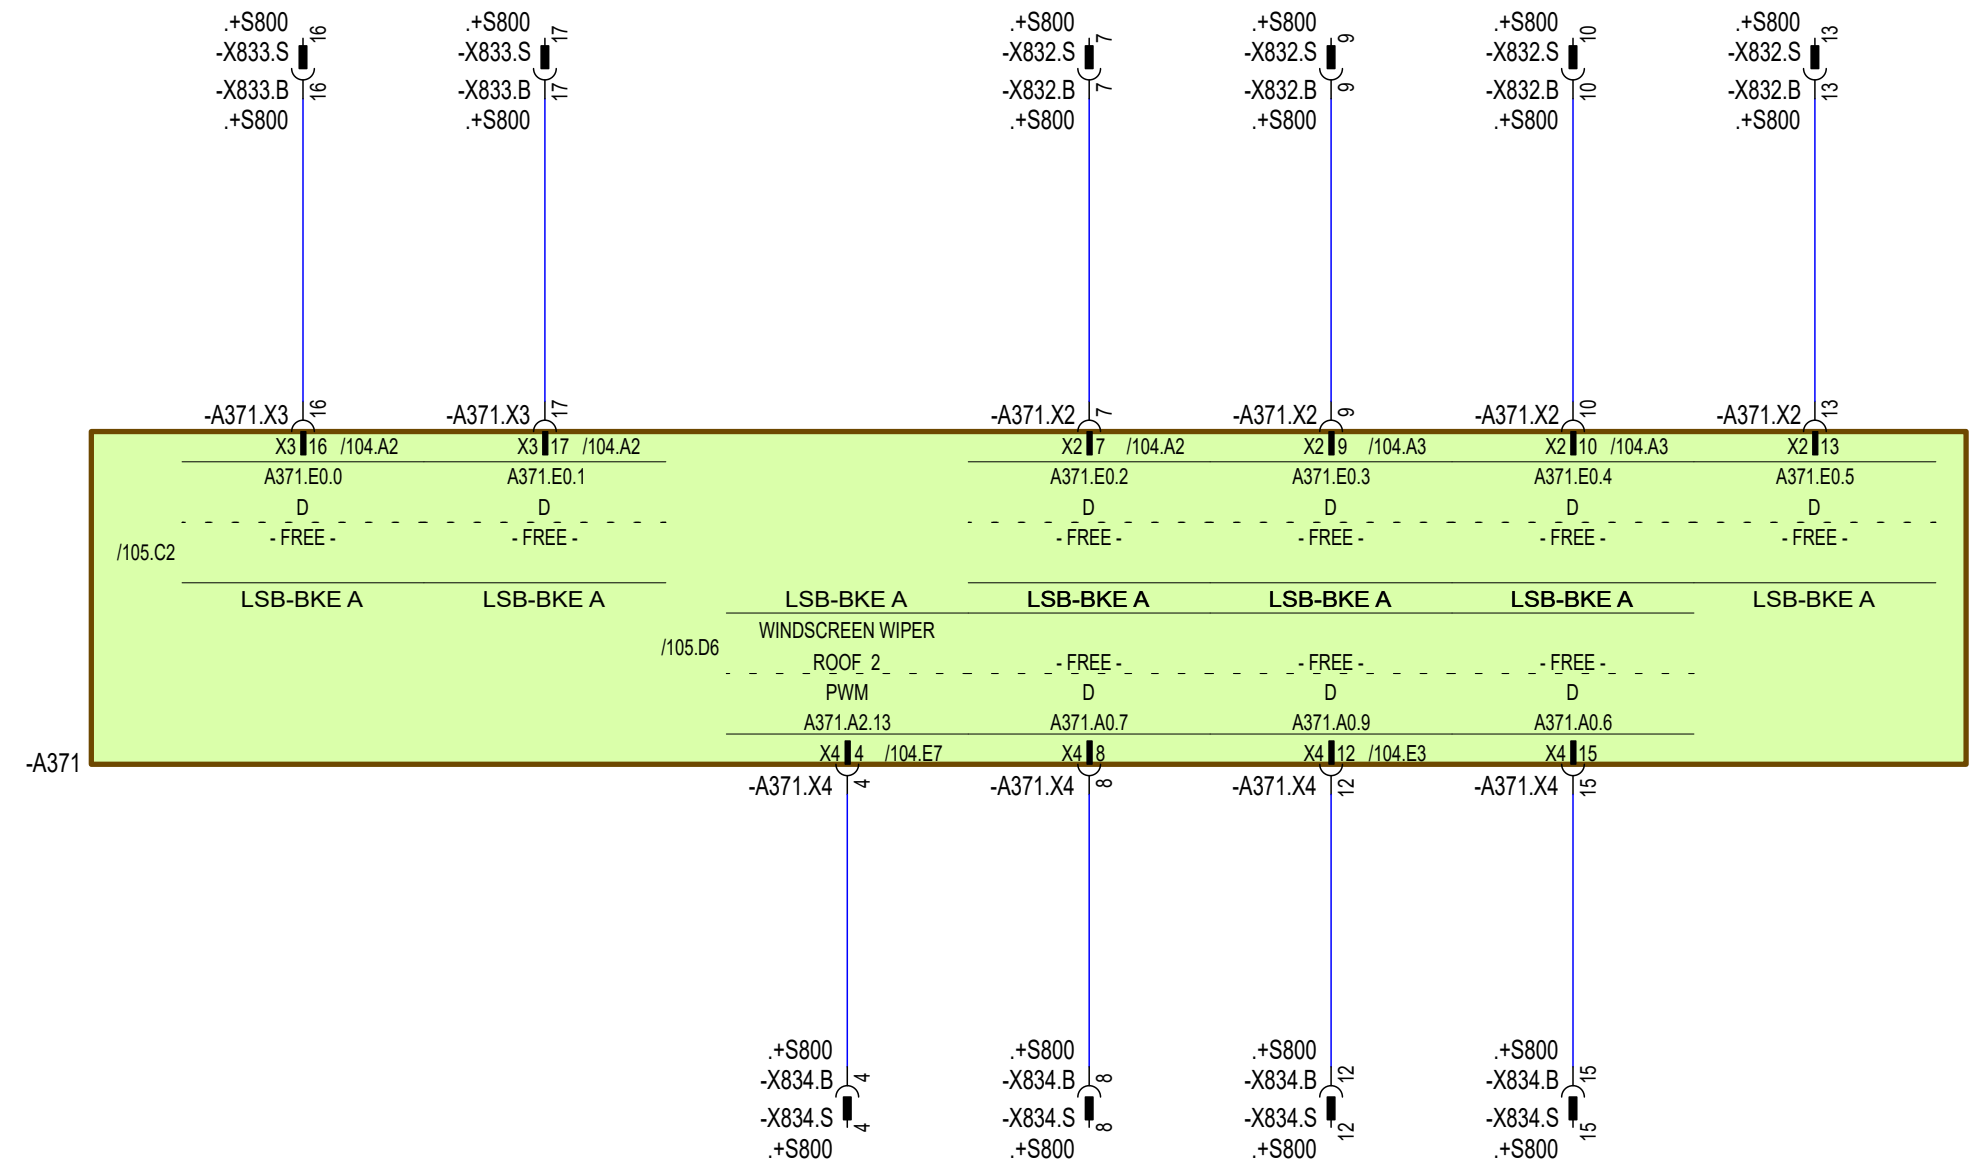 .+S800 .+S800 .+S800 .+S800 .+S800 .+S800
16 17 7 9 10 13
-X833.S -X833.S -X832.S -X832.S -X832.S -X832.S
-X833.B -X833.B -X832.B -X832.B -X832.B -X832.B
16 17 7 9 10 13
.+S800 .+S800 .+S800 .+S800 .+S800 .+S800
-A371.X3 16 -A371.X3 17 -A371.X2 7 -A371.X2 9 -A371.X2 10 -A371.X2 13
X3 16 /104.A2 X3 17 /104.A2 X2 7 /104.A2 X2 9 /104.A3 X2 10 /104.A3 X2 13
A371.E0.0 A371.E0.1 A371.E0.2 A371.E0.3 A371.E0.4 A371.E0.5
D D D D D D
- FREE - - FREE - - FREE - - FREE - - FREE - - FREE -
/105.C2
LSB-BKE A LSB-BKE A LSB-BKE A LSB-BKE A LSB-BKE A LSB-BKE A LSB-BKE A
WINDSCREEN WIPER
/105.D6
ROOF 2 - FREE - - FREE - - FREE -
PWM D D D
A371.A2.13 A371.A0.7 A371.A0.9 A371.A0.6
X4 4 /104.E7 X4 8 X4 12 /104.E3 X4 15
-A371
-A371.X4 4 -A371.X4 8 -A371.X4 12 -A371.X4 15
.+S800 .+S800 .+S800 .+S800
-X834.B 4 -X834.B 8 -X834.B 12 -X834.B 15
-X834.S 4 -X834.S 8 -X834.S 12 -X834.S 15
.+S800 .+S800 .+S800 .+S800